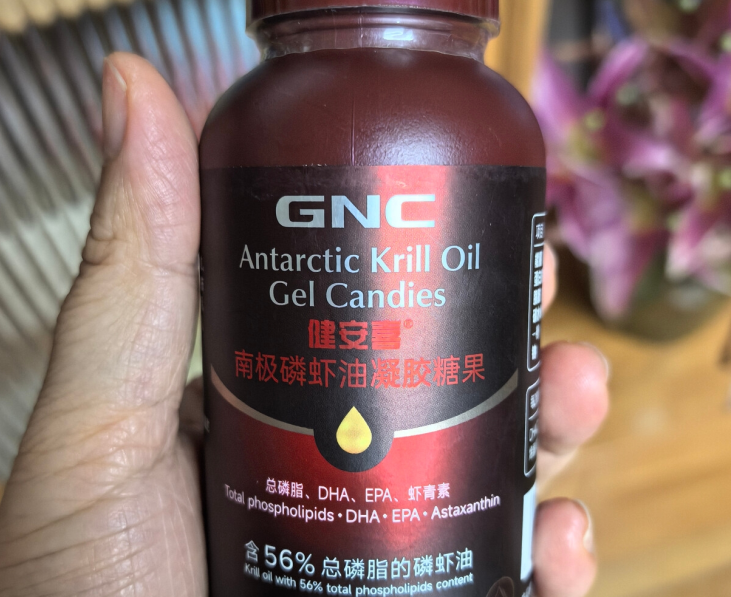 GNC
Antarctic Krill Oil
Gel Candies
健安喜®
南极磷虾油凝胶糖果
总磷脂、DHA、EPA、虾青素
Total phospholipids • DHA • EPA • Astaxanthin
含56%总磷脂的磷虾油
Krill oil with 56% total phospholipids content